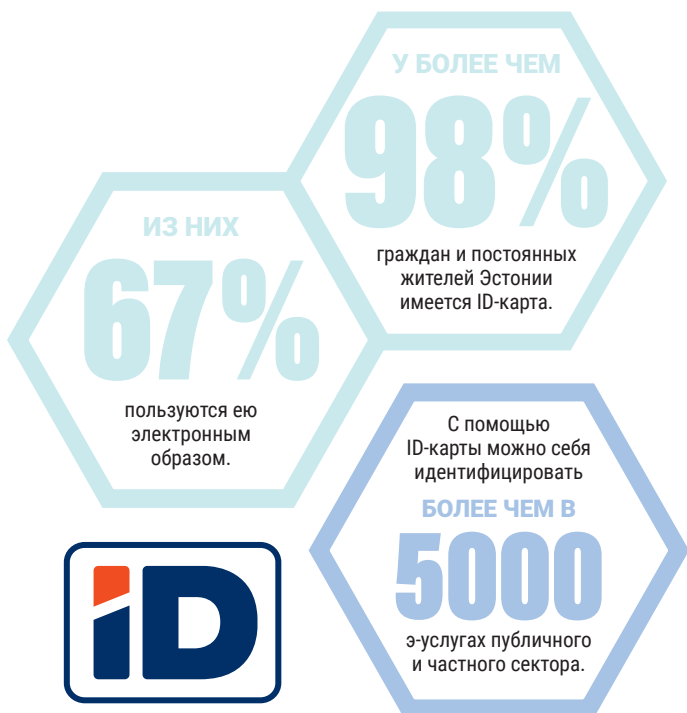 У БОЛЕЕ ЧЕМ
98%
граждан и постоянных
жителей Эстонии
имеется ID-карта.
ИЗ НИХ
67%
пользуются ею
электронным
образом.
С помощью
ID-карты можно себя
идентифицировать
БОЛЕЕ ЧЕМ В
5000
э-услугах публичного
и частного сектора.
iD